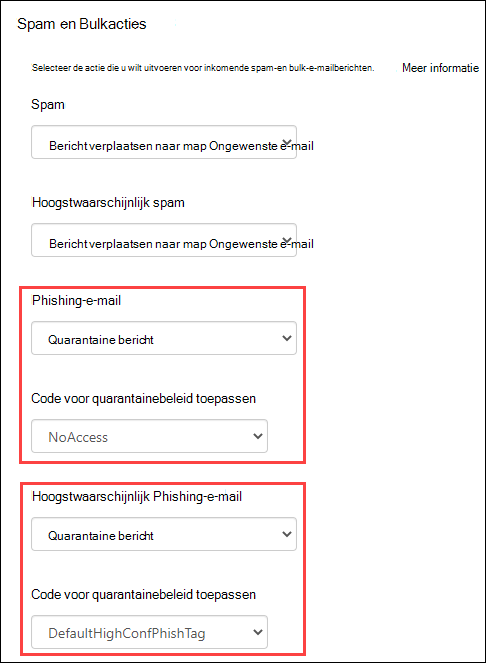 Spam en Bulkacties
Selecteer de actie die u wilt uitvoeren voor inkomende spam-en bulk-e-mailberichten. Meer informatie
Spam
Bericht verplaatsen naar map Ongewenste e-mail
Hoogstwaarschijnlijk spam
Bericht verplaatsen naar map Ongewenste e-mail
Phishing-e-mail
Quarantaine bericht
Code voor quarantainebeleid toepassen
NoAccess
Hoogstwaarschijnlijk Phishing-e-mail
Quarantaine bericht
Code voor quarantainebeleid toepassen
DefaultHighConfPhishTag